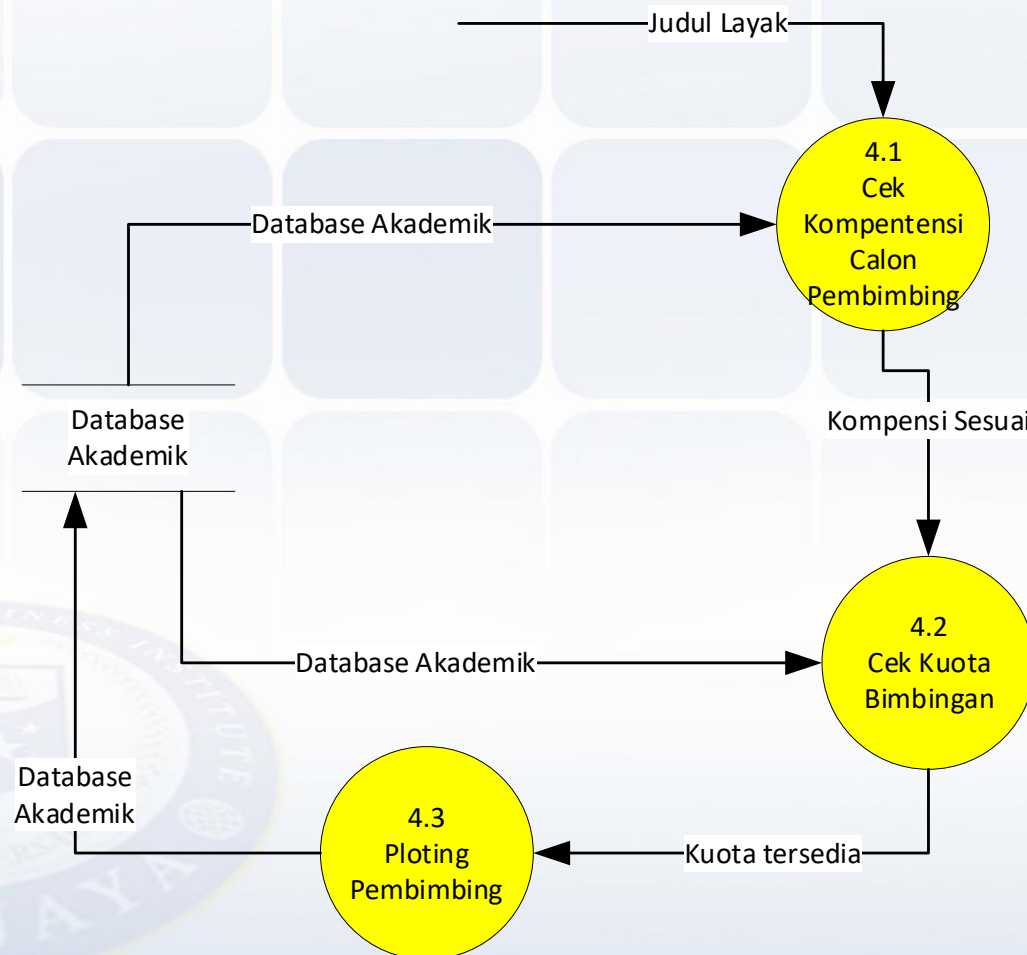 Judul Layak
4.1
Cek
Kompentensi
Calon
Pembimbing
Database Akademik
Database
Akademik
Kompensi Sesuai
4.2
Cek Kuota
Bimbingan
Database Akademik
Database
Akademik
4.3
Ploting
Pembimbing
Kuota tersedia
JAYA